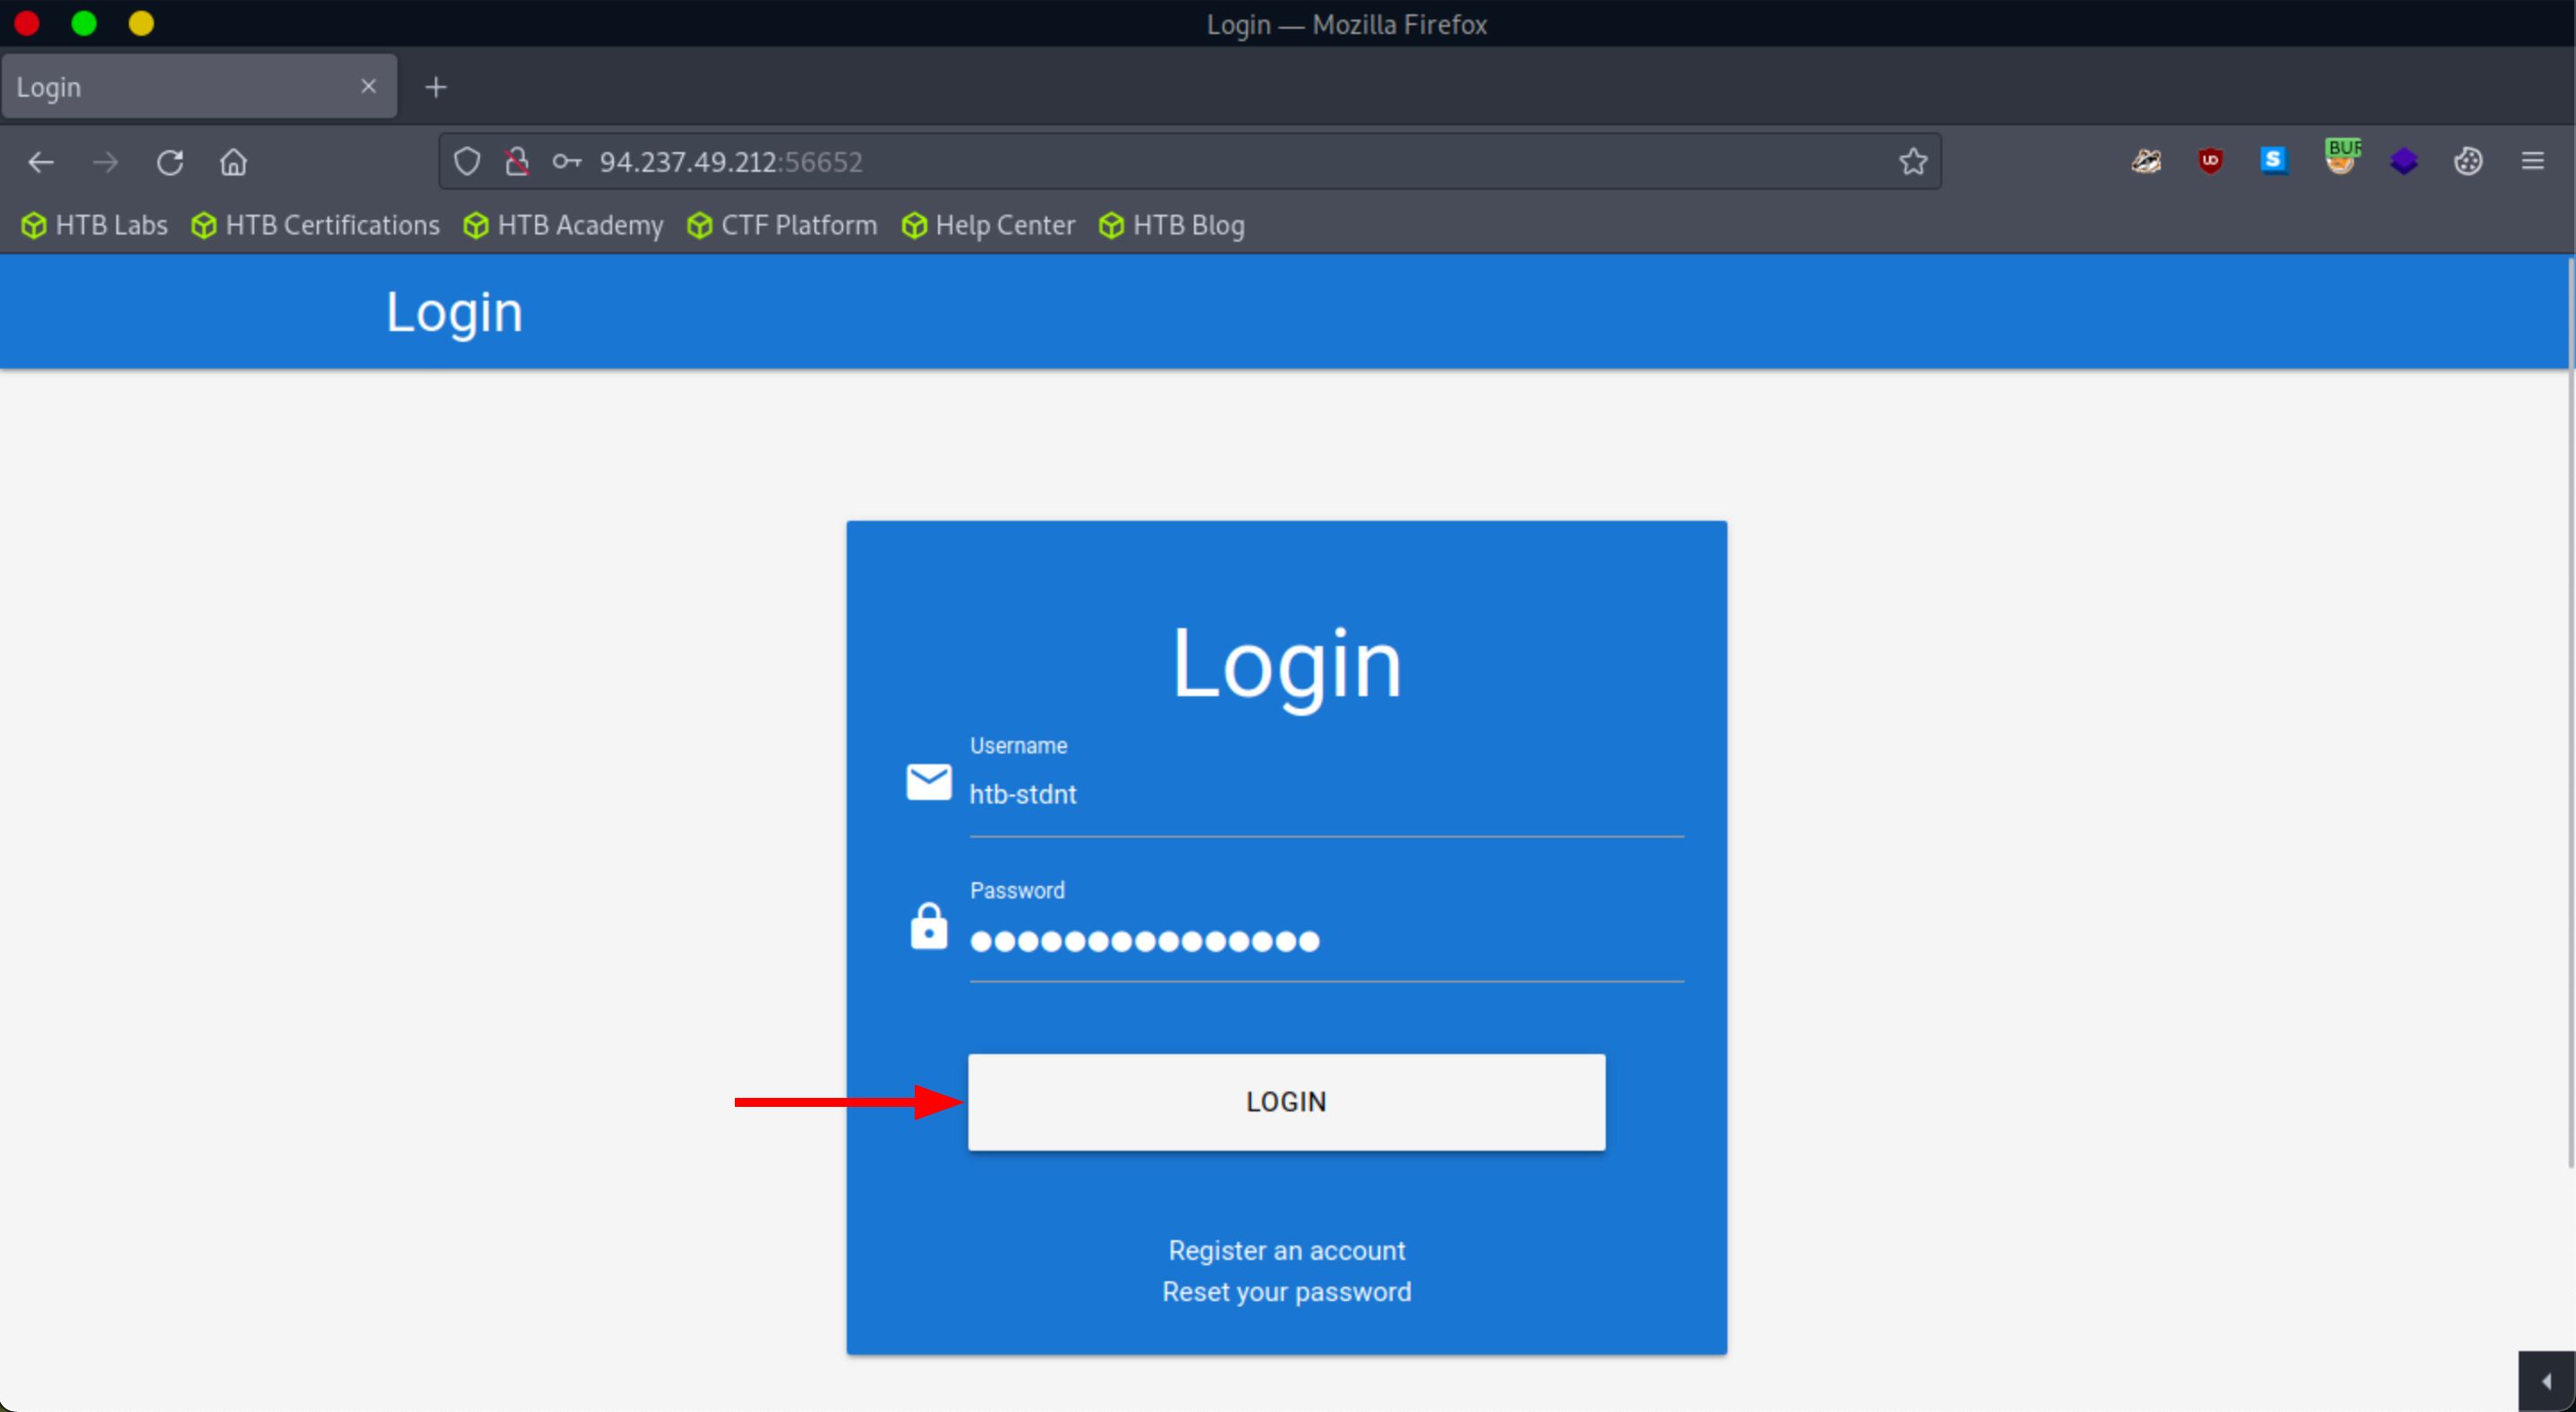 Login — Mozilla Firefox
Login
94.237.49.212:56652
BUR
HTB Labs HTB Certifications HTB Academy CTF Platform Help Center HTB Blog
Login
Login
Username
htb-stdnt
Password
LOGIN
Register an account
Reset your password